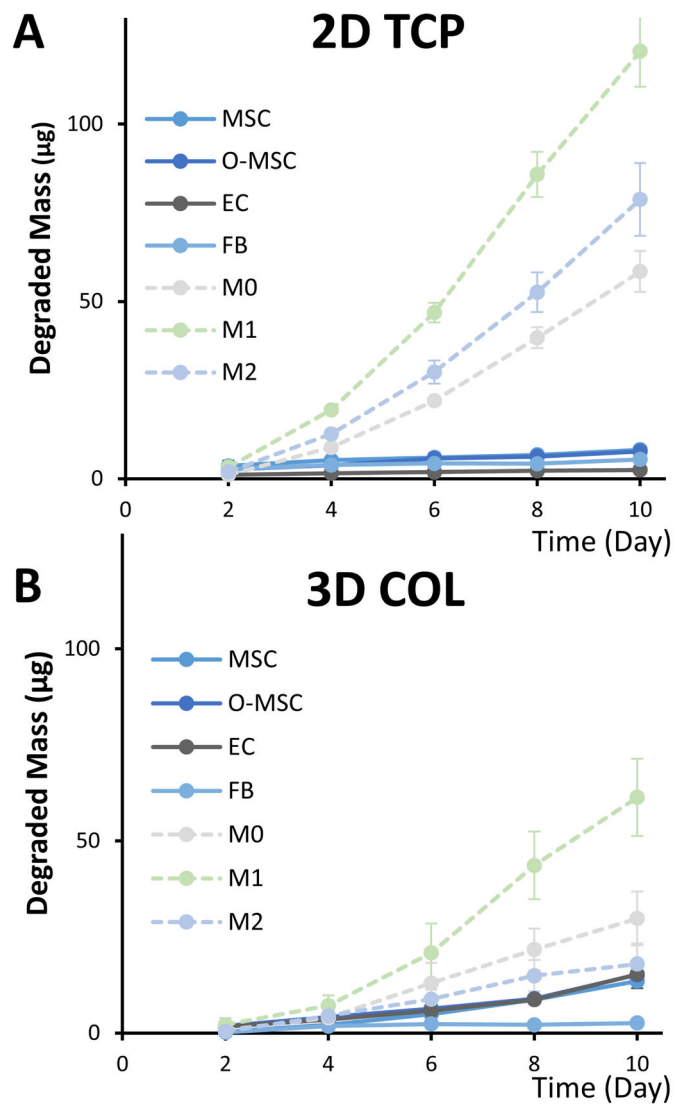 A
2D TCP
Degraded Mass (µg)
100
50
0
MSC
O-MSC
EC
FB
M0
M1
M2
0 2 4 6 8 10
Time (Day)
B
3D COL
Degraded Mass (µg)
100
50
0
MSC
O-MSC
EC
FB
M0
M1
M2
0 2 4 6 8 10
Time (Day)